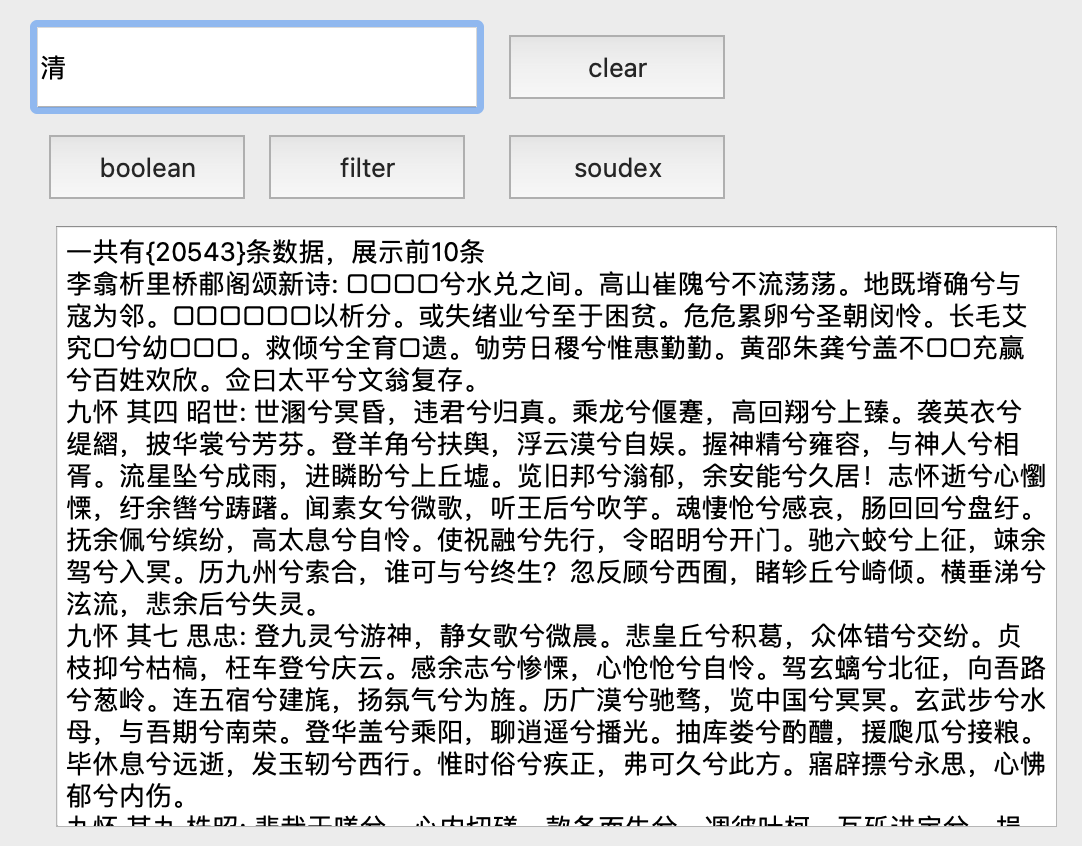 清
clear
boolean
filter
soudex
一共有{20543}条数据，展示前10条
李翕析里桥郙阁颂新诗: □□□□兮水兑之间。高山崔隗兮不流荡荡。地既塉确兮与
寇为邻。□□□□□□以析分。或失绪业兮至于困贫。危危累卵兮圣朝闵怜。长毛艾
究□兮幼□□□。救倾兮全育□遗。劬劳日稷兮惟惠勤勤。黄邵朱龚兮盖不□□充赢
兮百姓欢欣。佥曰太平兮文翁复存。
九怀 其四 昭世: 世溷兮冥昏，违君兮归真。乘龙兮偃蹇，高回翔兮上臻。袭英衣兮
缇䌌，披华裳兮芳芬。登羊角兮扶舆，浮云漠兮自娱。握神精兮雍容，与神人兮相
胥。流星坠兮成雨，进瞵盼兮上丘墟。览旧邦兮滃郁，余安能兮久居！志怀逝兮心懰
慄，纡余辔兮踌躇。闻素女兮微歌，听王后兮吹竽。魂悽怆兮感哀，肠回回兮盘纡。
抚余佩兮缤纷，高太息兮自怜。使祝融兮先行，令昭明兮开门。驰六蛟兮上征，竦余
驾兮入冥。历九州兮索合，谁可与兮终生？忽反顾兮西囿，睹轸丘兮崎倾。横垂涕兮
泫流，悲余后兮失灵。
九怀 其七 思忠: 登九灵兮游神，静女歌兮微晨。悲皇丘兮积葛，众体错兮交纷。贞
枝抑兮枯槁，枉车登兮庆云。感余志兮惨慄，心怆怆兮自怜。驾玄螭兮北征，向吾路
兮葱岭。连五宿兮建旄，扬氛气兮为旌。历广漠兮驰骛，览中国兮冥冥。玄武步兮水
母，与吾期兮南荣。登华盖兮乘阳，聊逍遥兮播光。抽库娄兮酌醴，援瓟瓜兮接粮。
毕休息兮远逝，发玉轫兮西行。惟时俗兮疾正，弗可久兮此方。寤辟摽兮永思，心怫
郁兮内伤。